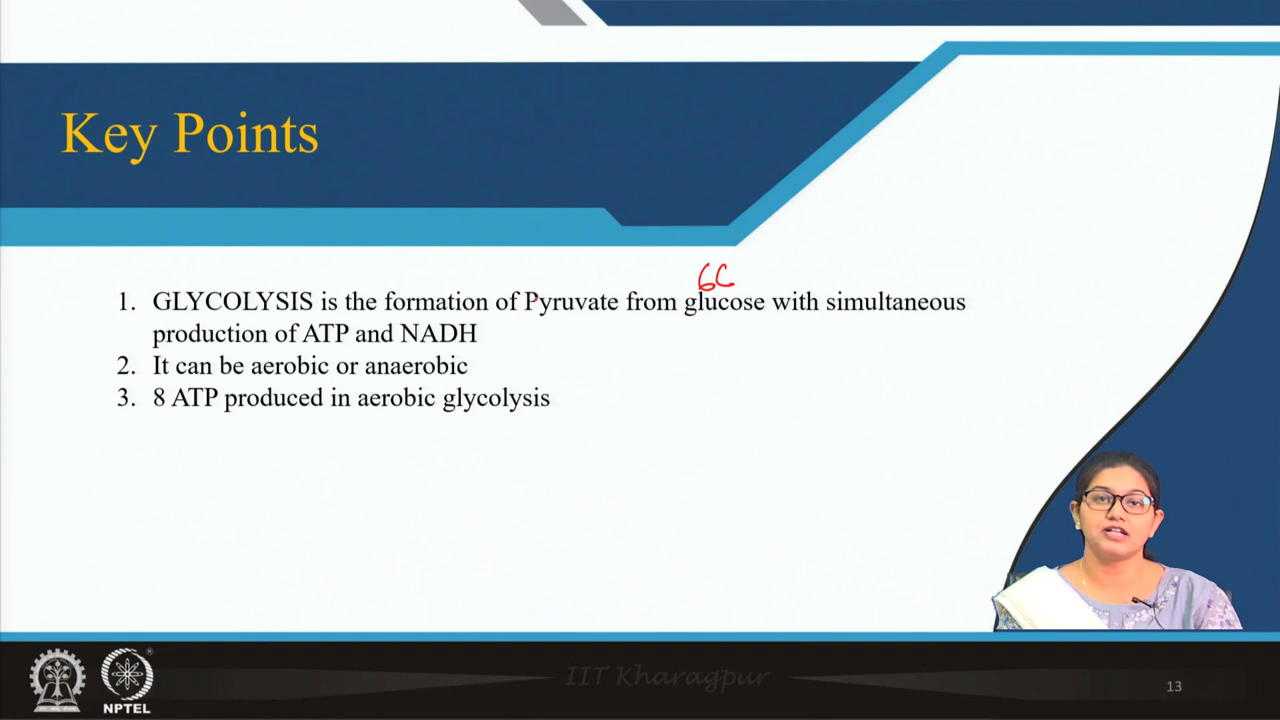 Key Points
6C
1. GLYCOLYSIS is the formation of Pyruvate from glucose with simultaneous
production of ATP and NADH
2. It can be aerobic or anaerobic
3. 8 ATP produced in aerobic glycolysis
IIT Kharagpur
NPTEL
13